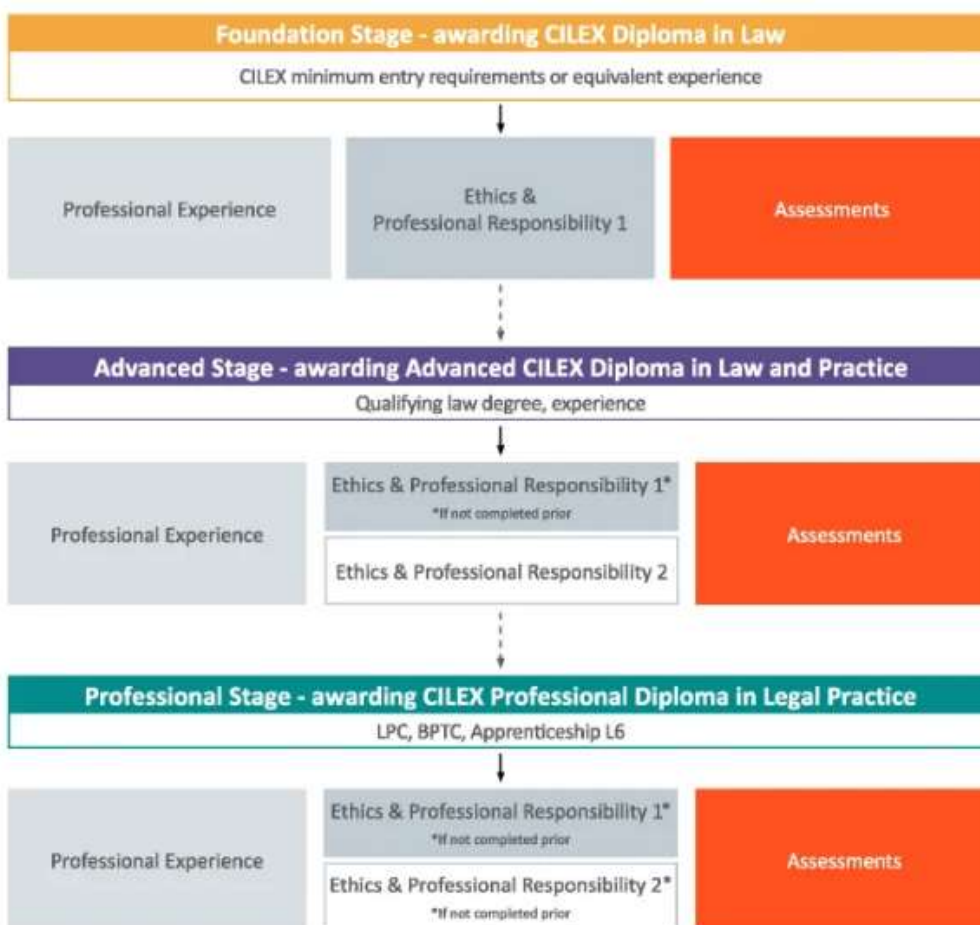 Foundation Stage - awarding CILEX Diploma in Law
CILEX minimum entry requirements or equivalent experience
Professional Experience
Ethics &
Professional Responsibility 1
Assessments
Advanced Stage - awarding Advanced CILEX Diploma in Law and Practice
Qualifying law degree, experience
Professional Experience
Ethics & Professional Responsibility 1*
*If not completed prior
Ethics & Professional Responsibility 2
Assessments
Professional Stage - awarding CILEX Professional Diploma in Legal Practice
LPC, BPTC, Apprenticeship L6
Professional Experience
Ethics & Professional Responsibility 1*
*If not completed prior
Ethics & Professional Responsibility 2*
*If not completed prior
Assessments